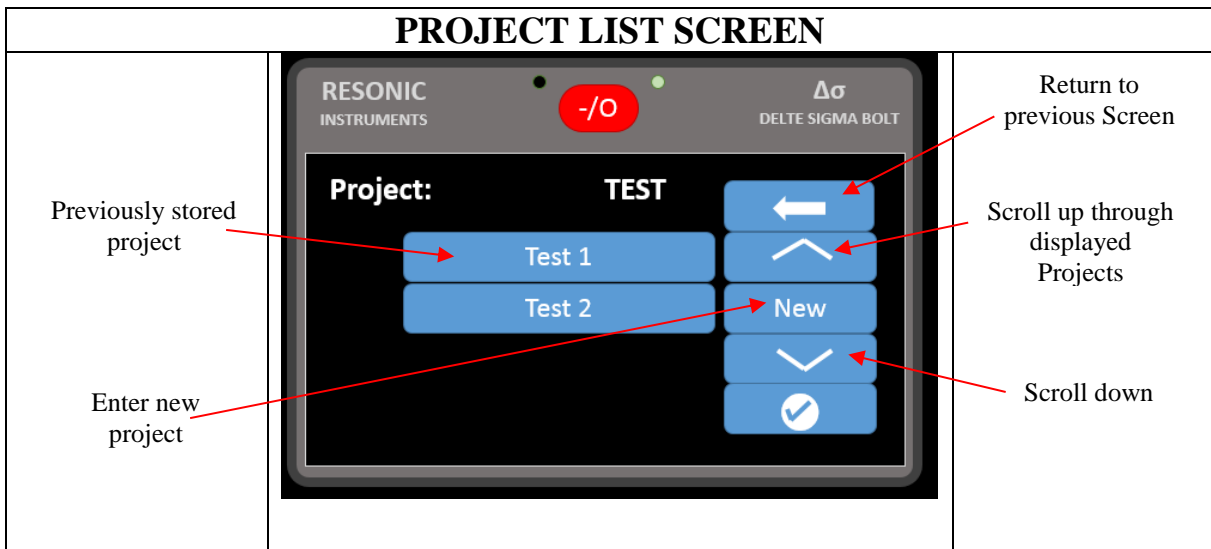 PROJECT LIST SCREEN
Previously stored
project
Enter new
project
RESONIC
INSTRUMENTS
-/O
Δσ
DELTE SIGMA BOLT
Project:
TEST
Test 1
Test 2
New
Return to
previous Screen
Scroll up through
displayed
Projects
Scroll down